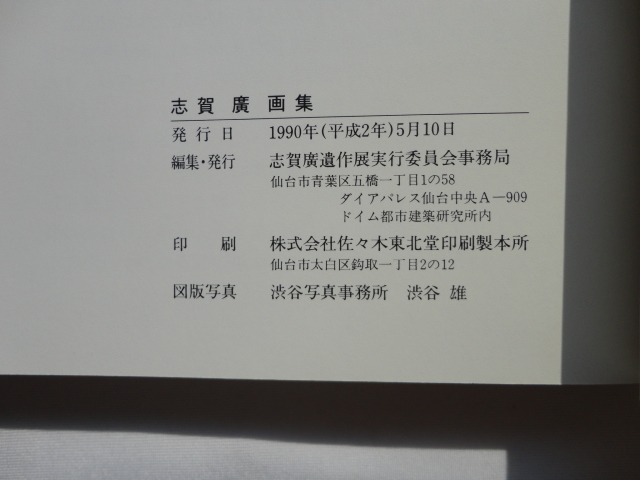 志賀 廣 画集
発行日 1990年(平成2年)5月10日
編集・発行 志賀廣遺作展実行委員会事務局
仙台市青葉区五橋一丁目1の58
ダイアパレス仙台中央A―909
ドイム都市建築研究所内
印 刷 株式会社佐々木東北堂印刷製本所
仙台市太白区鈎取一丁目2の12
図版写真 渋谷写真事務所 渋谷 雄